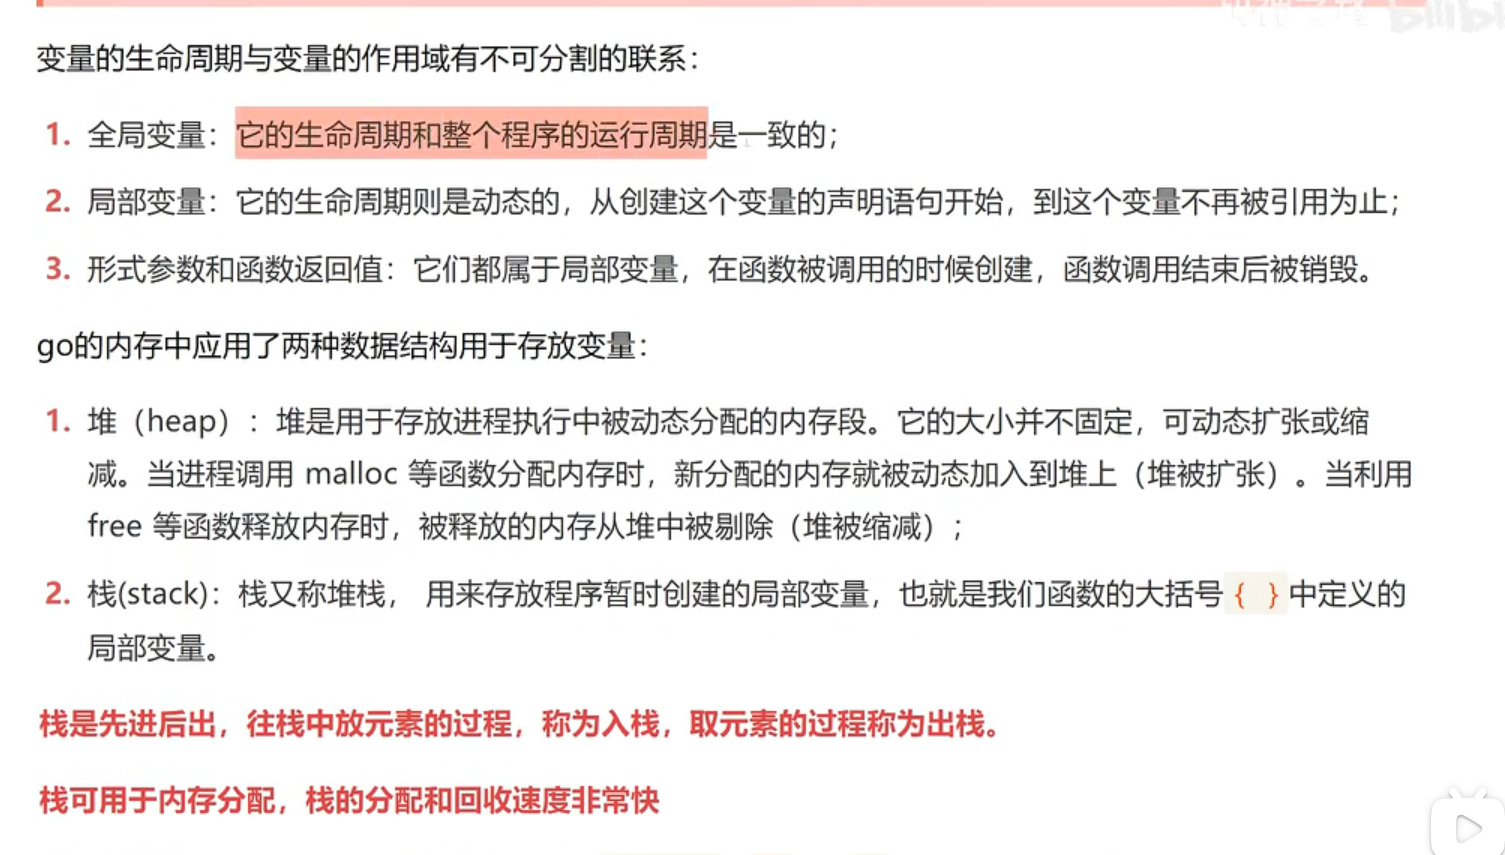 变量的生命周期与变量的作用域有不可分割的联系：
1. 全局变量：它的生命周期和整个程序的运行周期是一致的；
2. 局部变量：它的生命周期则是动态的，从创建这个变量的声明语句开始，到这个变量不再被引用为止；
3. 形式参数和函数返回值：它们都属于局部变量，在函数被调用的时候创建，函数调用结束后被销毁。
go的内存中应用了两种数据结构用于存放变量：
1. 堆（heap）：堆是用于存放进程执行中被动态分配的内存段。它的大小并不固定，可动态扩张或缩
减。当进程调用 malloc 等函数分配内存时，新分配的内存就被动态加入到堆上（堆被扩张）。当利用
free 等函数释放内存时，被释放的内存从堆中被剔除（堆被缩减）；
2. 栈(stack)：栈又称堆栈， 用来存放程序暂时创建的局部变量，也就是我们函数的大括号 { } 中定义的
局部变量。
栈是先进后出，往栈中放元素的过程，称为入栈，取元素的过程称为出栈。
栈可用于内存分配，栈的分配和回收速度非常快